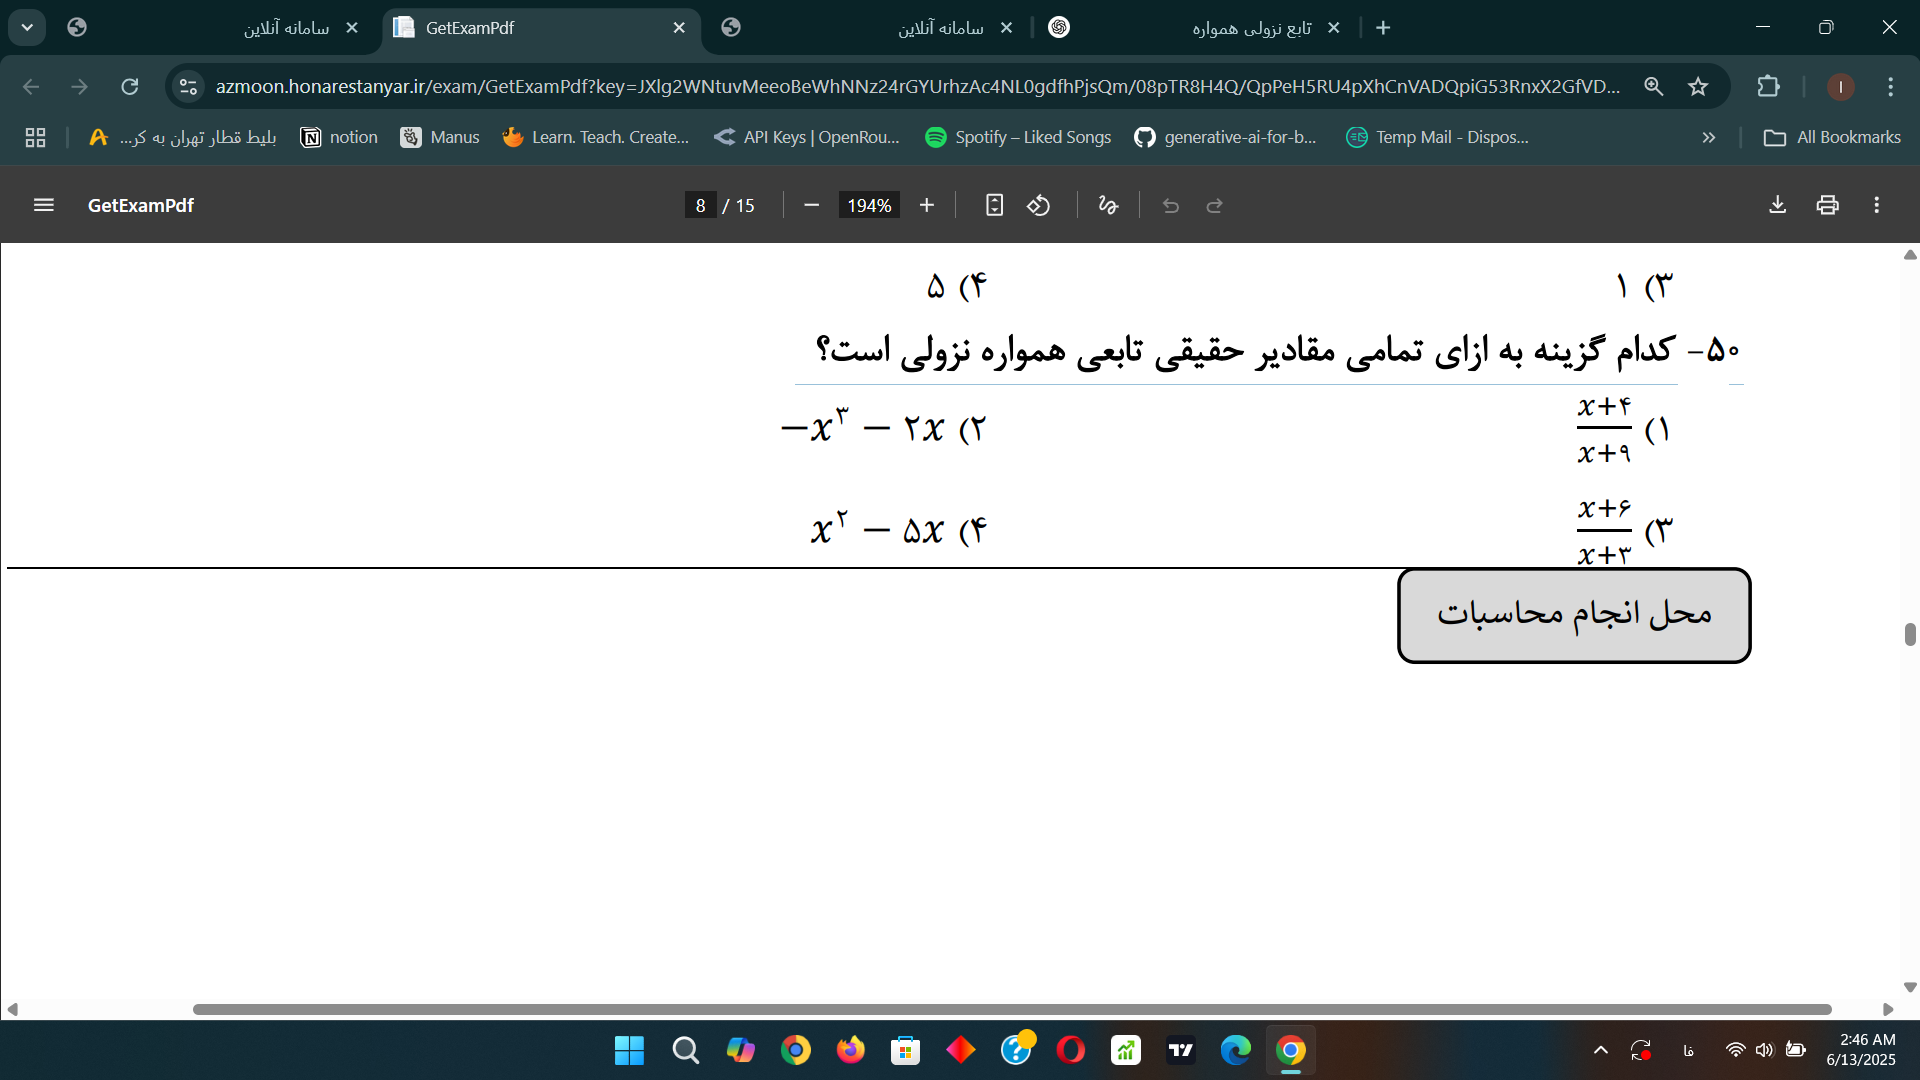 سامانه آنلاین
GetExamPdf
سامانه آنلاین
تابع نزولی همواره
azmoon.honarestanyar.ir/exam/GetExamPdf?key=JXlg2WNtuvMeeoBeWhNNz24rGYUrhzAc4NL0gdfhPjsQm/08pTR8H4Q/QpPeH5RU4pXhCnVADQpiG53RnxX2GfVD...
I
بلیط قطار تهران به کر...
notion
Manus
Learn. Teach. Create...
API Keys | OpenRou...
Spotify – Liked Songs
generative-ai-for-b...
Temp Mail - Dispos...
All Bookmarks
GetExamPdf
8 / 15
194%
۳) ۱
۴) ۵
۵۰- کدام گزینه به ازای تمامی مقادیر حقیقی تابعی همواره نزولی است؟
۱) x+۴ / x+۹
۲) −x³ − ۲x
۳) x+۶ / x+۳
۴) x² − ۵x
محل انجام محاسبات
فا
2:46 AM
6/13/2025